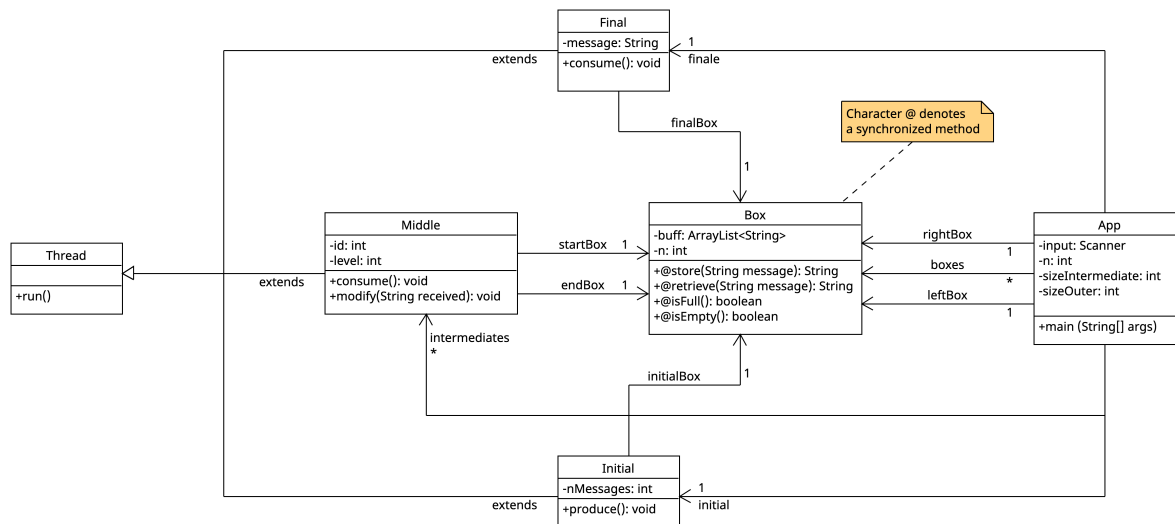 Final
-message: String
+consume(): void
extends
1
finale
finalBox
1
Character @ denotes
a synchronized method
Thread
+run()
extends
Middle
-id: int
-level: int
+consume(): void
+modify(String received): void
startBox
1
endBox
1
Box
-buff: ArrayList<String>
-n: int
+@store(String message): String
+@retrieve(String message): String
+@isFull(): boolean
+@isEmpty(): boolean
rightBox
1
boxes
*
leftBox
1
App
-input: Scanner
-n: int
-sizeIntermediate: int
-sizeOuter: int
+main (String[] args)
intermediates
*
initialBox
1
Initial
-nMessages: int
+produce(): void
extends
1
initial